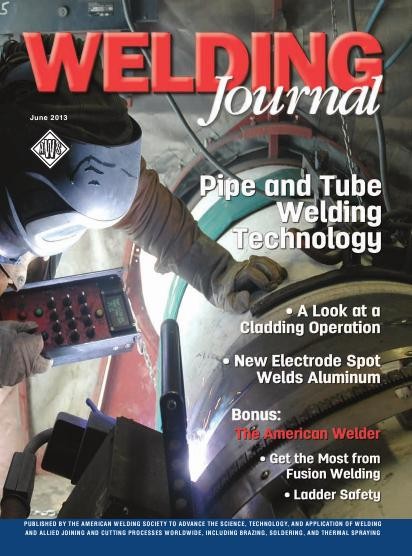 WELDING
Journal
June 2013
AWS
Pipe and Tube
Welding
Technology
• A Look at a
Cladding Operation
• New Electrode Spot
Welds Aluminum
Bonus:
The American Welder
• Get the Most from
Fusion Welding
• Ladder Safety
PUBLISHED BY THE AMERICAN WELDING SOCIETY TO ADVANCE THE SCIENCE, TECHNOLOGY, AND APPLICATION OF WELDING
AND ALLIED JOINING AND CUTTING PROCESSES WORLDWIDE, INCLUDING BRAZING, SOLDERING, AND THERMAL SPRAYING